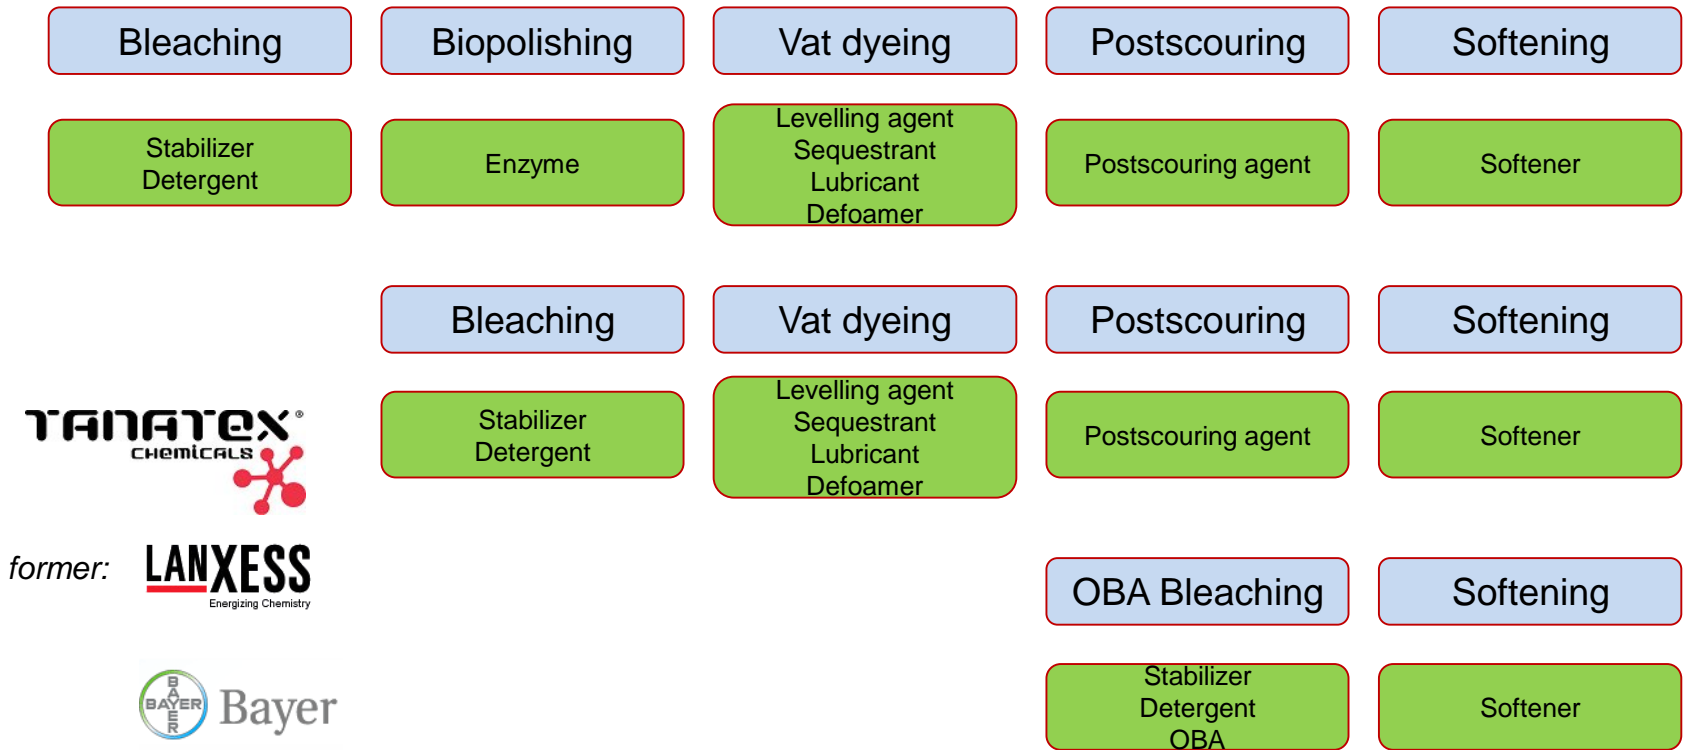 Bleaching
Biopolishing
Vat dyeing
Postscouring
Softening
Stabilizer
Detergent
Enzyme
Levelling agent
Sequestrant
Lubricant
Defoamer
Postscouring agent
Softener
Bleaching
Vat dyeing
Postscouring
Softening
Stabilizer
Detergent
Levelling agent
Sequestrant
Lubricant
Defoamer
Postscouring agent
Softener
TANATEX®
CHEMICALS
former:
LANXESS
Energizing Chemistry
OBA Bleaching
Softening
BAYER
BAYER
Bayer
Stabilizer
Detergent
OBA
Softener